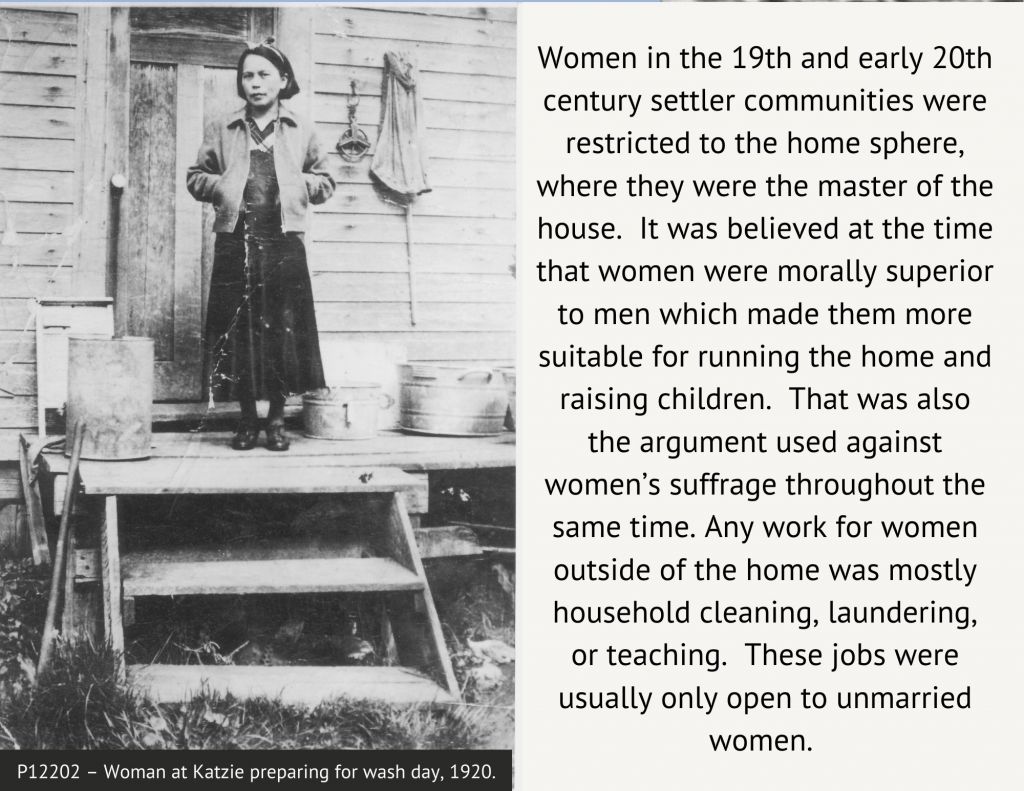 Women in the 19th and early 20th
century settler communities were
restricted to the home sphere,
where they were the master of the
house.  It was believed at the time
that women were morally superior
to men which made them more
suitable for running the home and
raising children.  That was also
the argument used against
women’s suffrage throughout the
same time. Any work for women
outside of the home was mostly
household cleaning, laundering,
or teaching.  These jobs were
usually only open to unmarried
women.
P12202 – Woman at Katzie preparing for wash day, 1920.